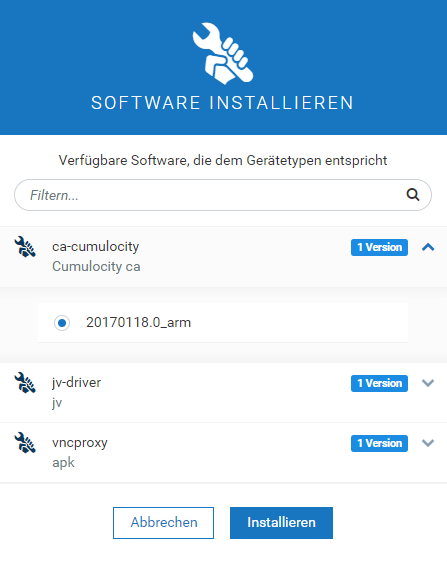 SOFTWARE INSTALLIEREN
Verfügbare Software, die dem Gerätetypen entspricht
Filtern...
ca-cumulocity 1 Version
Cumulocity ca
20170118.0_arm
jv-driver 1 Version
jv
vncproxy 1 Version
apk
Abbrechen Installieren